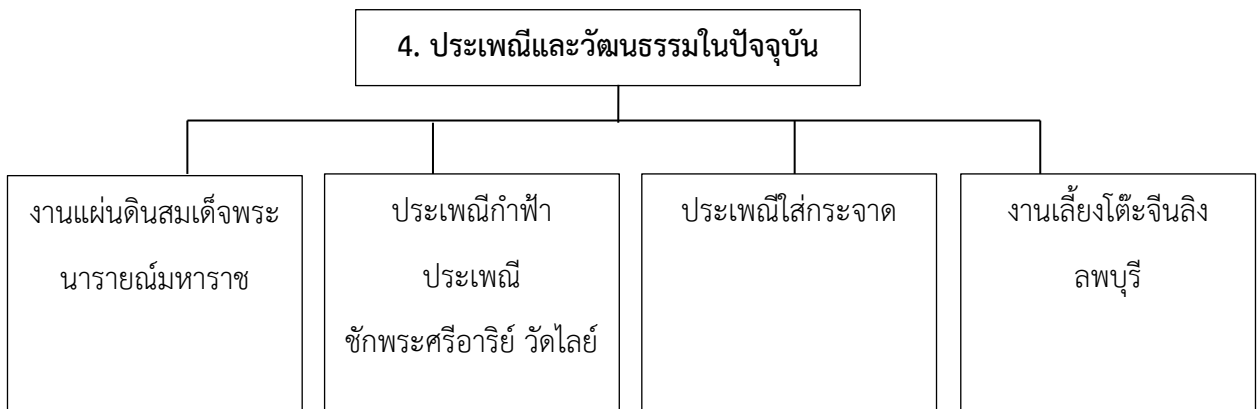 4. ประเพณีและวัฒนธรรมในปัจจุบัน
งานแผ่นดินสมเด็จพระ
นารายณ์มหาราช
ประเพณีกำฟ้า
ประเพณี
ชักพระศรีอาริย์ วัดไลย์
ประเพณีใส่กระจาด
งานเลี้ยงโต๊ะจีนลิง
ลพบุรี